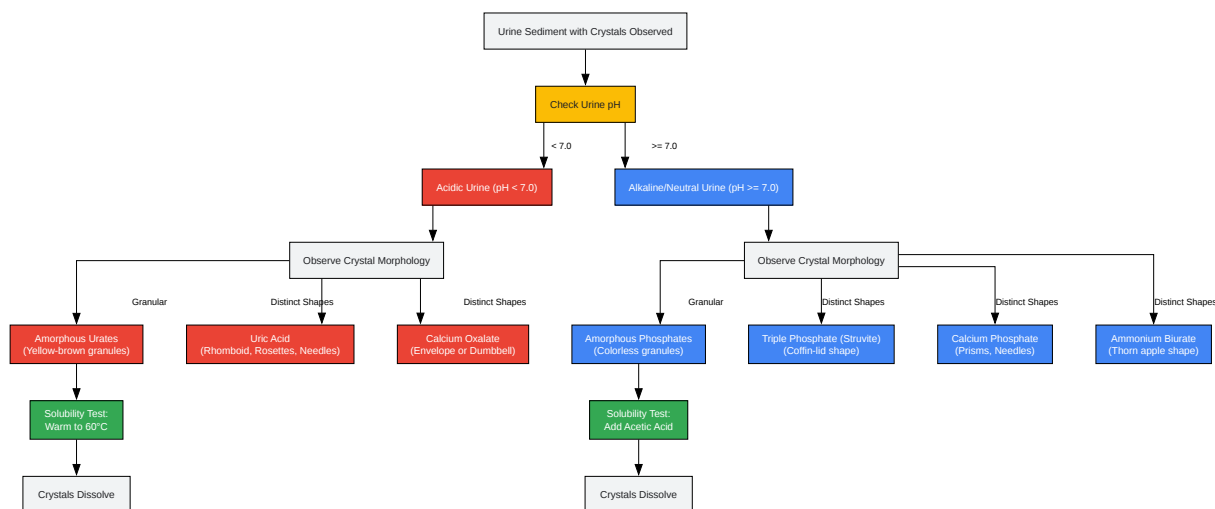 Urine Sediment with Crystals Observed
Check Urine pH
< 7.0
>= 7.0
Acidic Urine (pH < 7.0)
Alkaline/Neutral Urine (pH >= 7.0)
Observe Crystal Morphology
Observe Crystal Morphology
Granular
Distinct Shapes
Distinct Shapes
Granular
Distinct Shapes
Distinct Shapes
Distinct Shapes
Amorphous Urates
(Yellow-brown granules)
Uric Acid
(Rhomboid, Rosettes, Needles)
Calcium Oxalate
(Envelope or Dumbbell)
Amorphous Phosphates
(Colorless granules)
Triple Phosphate (Struvite)
(Coffin-lid shape)
Calcium Phosphate
(Prisms, Needles)
Ammonium Biurate
(Thorn apple shape)
Solubility Test:
Warm to 60°C
Solubility Test:
Add Acetic Acid
Crystals Dissolve
Crystals Dissolve